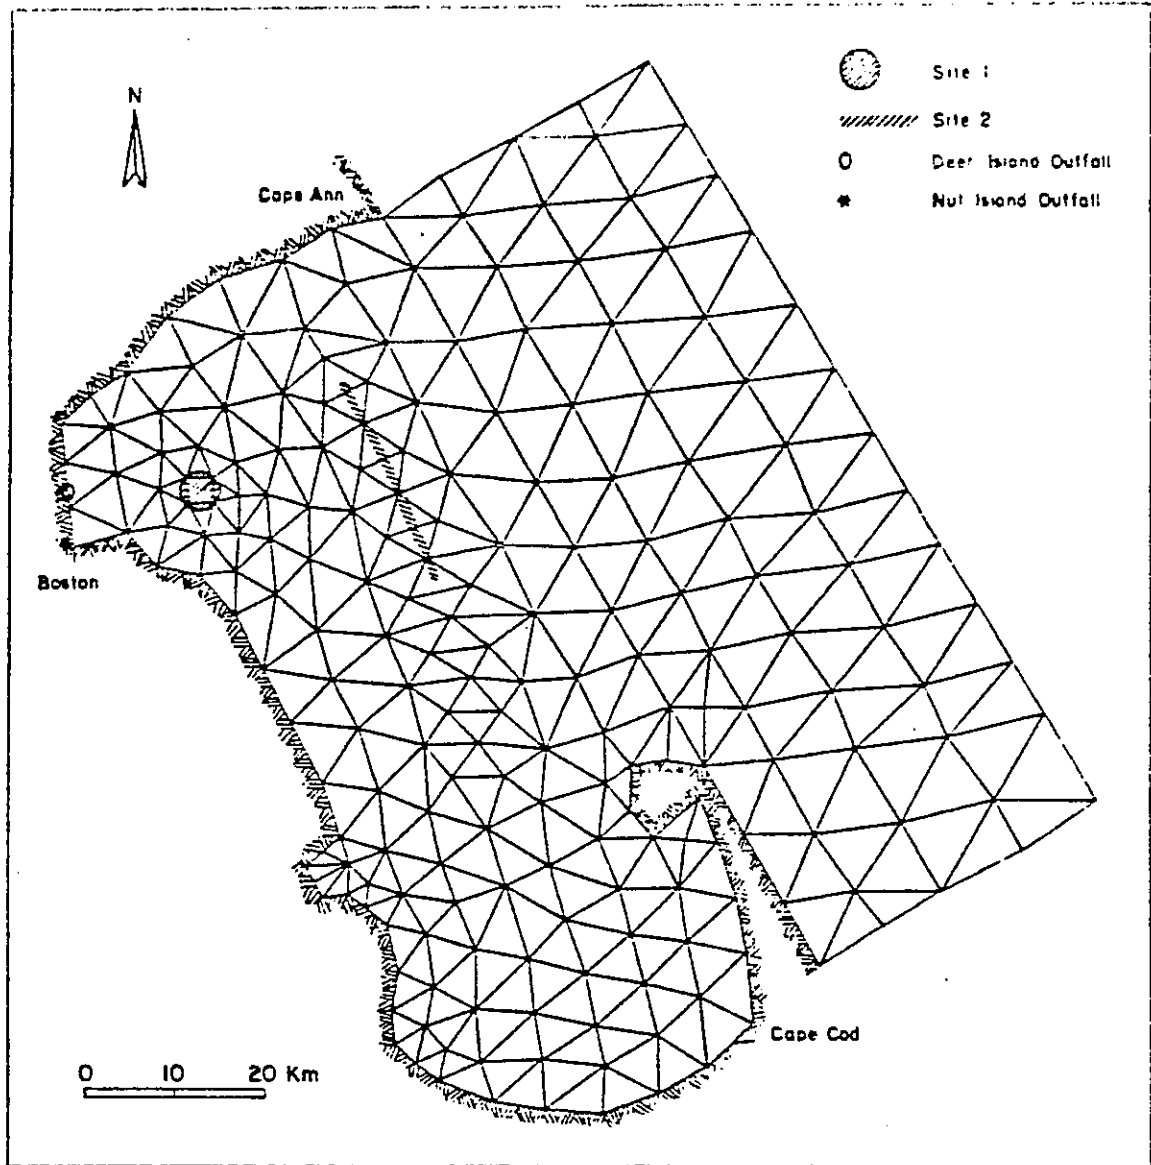 Site 1
N
Site 2
Deer Island Outfall
Cape Ann
Nut Island Outfall
Boston
Cape Cod
0 10 20 Km